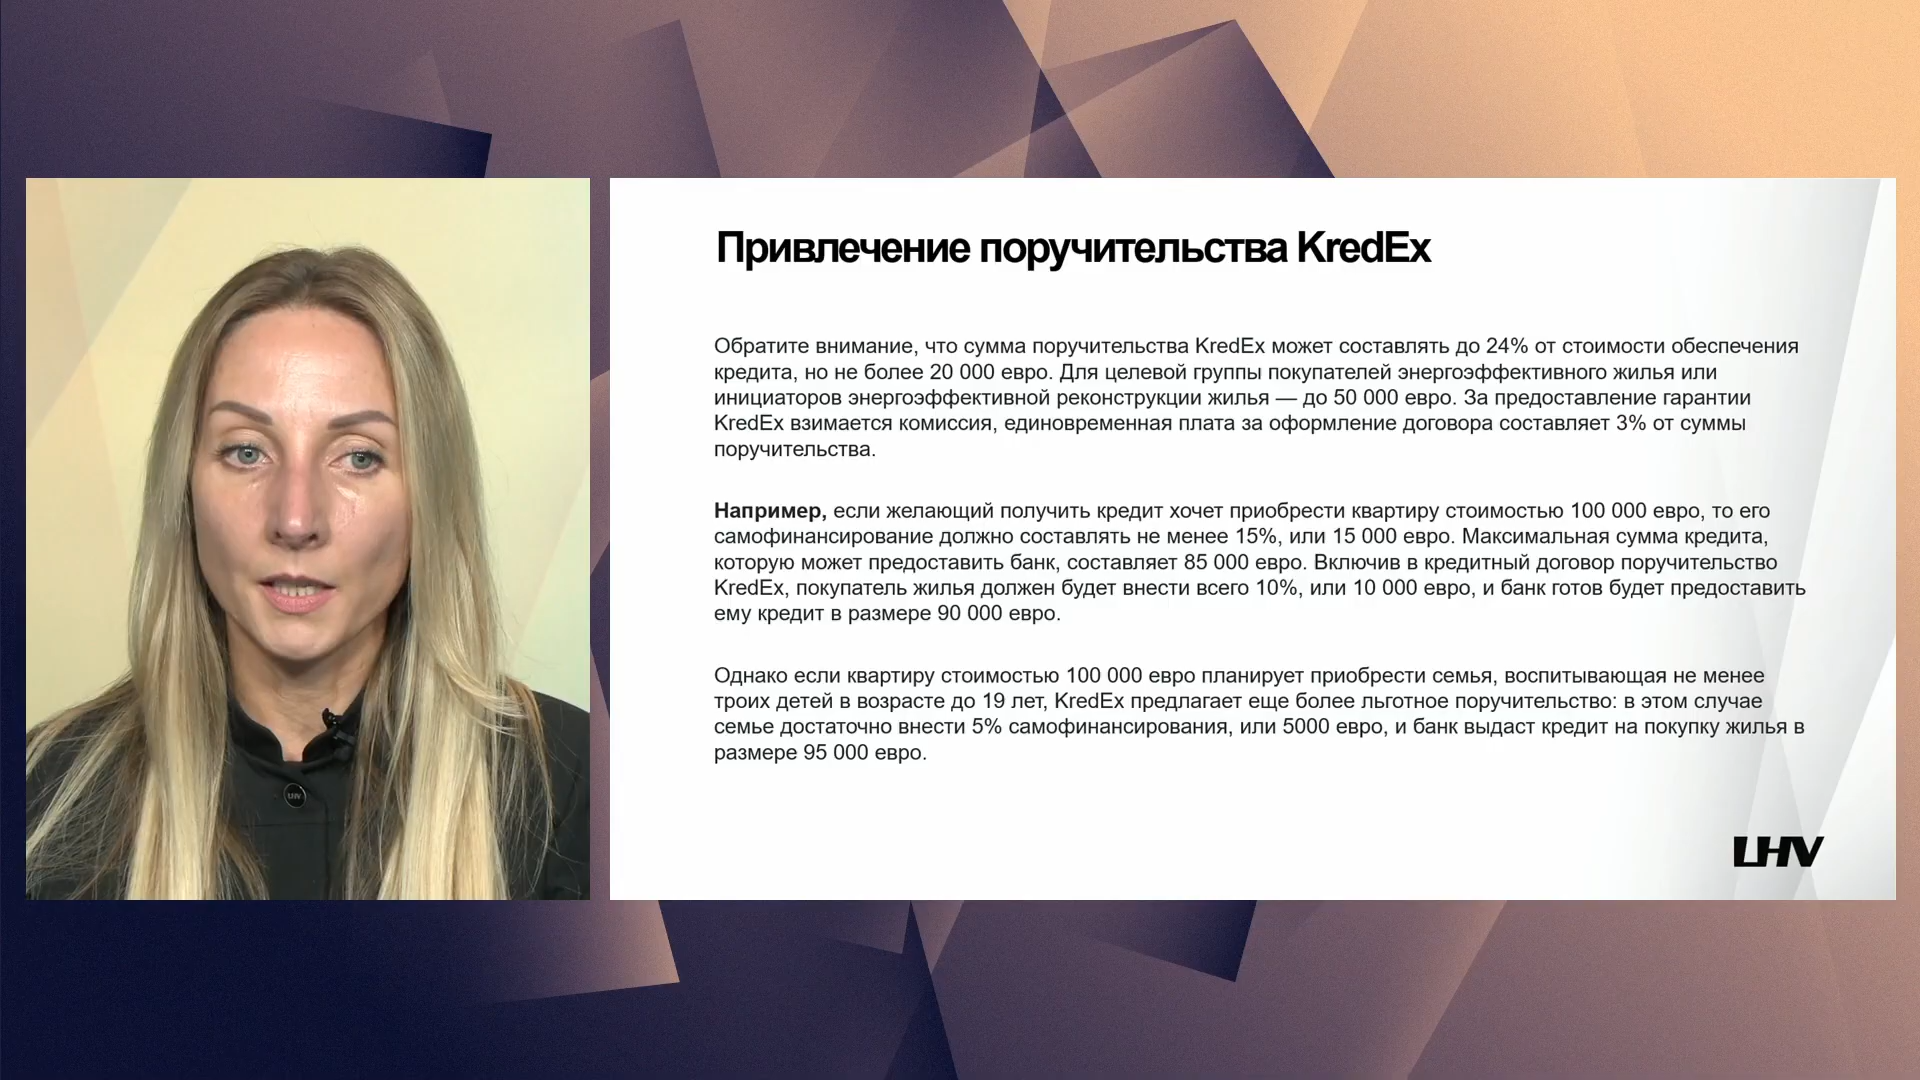 Привлечение поручительства KredEx
Обратите внимание, что сумма поручительства KredEx может составлять до 24% от стоимости обеспечения
кредита, но не более 20 000 евро. Для целевой группы покупателей энергоэффективного жилья или
инициаторов энергоэффективной реконструкции жилья — до 50 000 евро. За предоставление гарантии
KredEx взимается комиссия, единовременная плата за оформление договора составляет 3% от суммы
поручительства.
Например, если желающий получить кредит хочет приобрести квартиру стоимостью 100 000 евро, то его
самофинансирование должно составлять не менее 15%, или 15 000 евро. Максимальная сумма кредита,
которую может предоставить банк, составляет 85 000 евро. Включив в кредитный договор поручительство
KredEx, покупатель жилья должен будет внести всего 10%, или 10 000 евро, и банк готов будет предоставить
ему кредит в размере 90 000 евро.
Однако если квартиру стоимостью 100 000 евро планирует приобрести семья, воспитывающая не менее
троих детей в возрасте до 19 лет, KredEx предлагает еще более льготное поручительство: в этом случае
семье достаточно внести 5% самофинансирования, или 5000 евро, и банк выдаст кредит на покупку жилья в
размере 95 000 евро.
LHV
LHV